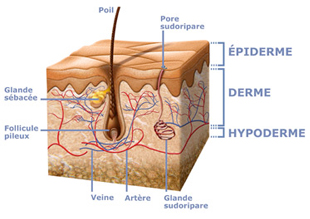 Poil
Pore
sudoripare
ÉPIDERME
Glande
sébacée
DERME
Follicule
pileux
HYPODERME
Veine
Artère
Glande
sudoripare